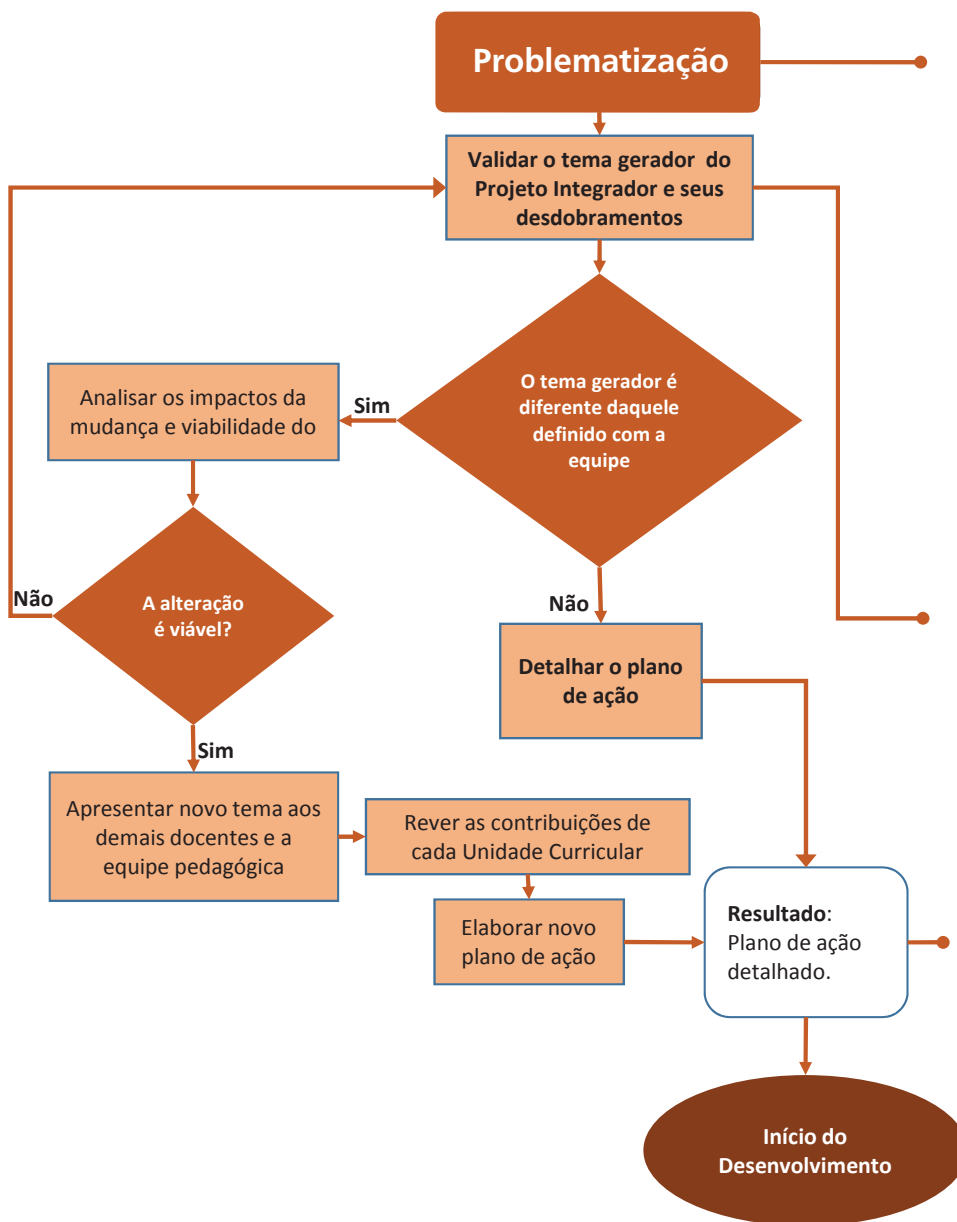 Problematização
Validar o tema gerador do
Projeto Integrador e seus
desdobramentos
O tema gerador é
diferente daquele
definido com a
equipe
Sim
Analisar os impactos da
mudança e viabilidade do
A alteração
é viável?
Não
Não
Detalhar o plano
de ação
Sim
Apresentar novo tema aos
demais docentes e a
equipe pedagógica
Rever as contribuições de
cada Unidade Curricular
Elaborar novo
plano de ação
Resultado:
Plano de ação
detalhado.
Início do
Desenvolvimento